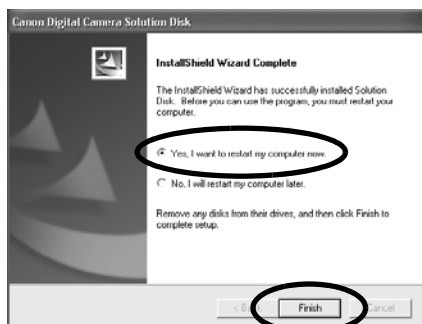 Canon Digital Camera Solution Disk
InstallShield Wizard Complete
The InstallShield Wizard has successfully installed Solution
Disk. Before you can use the program, you must restart your
computer.
Yes, I want to restart my computer now.
No, I will restart my computer later.
Remove any disks from their drives, and then click Finish to
complete setup.
Finish